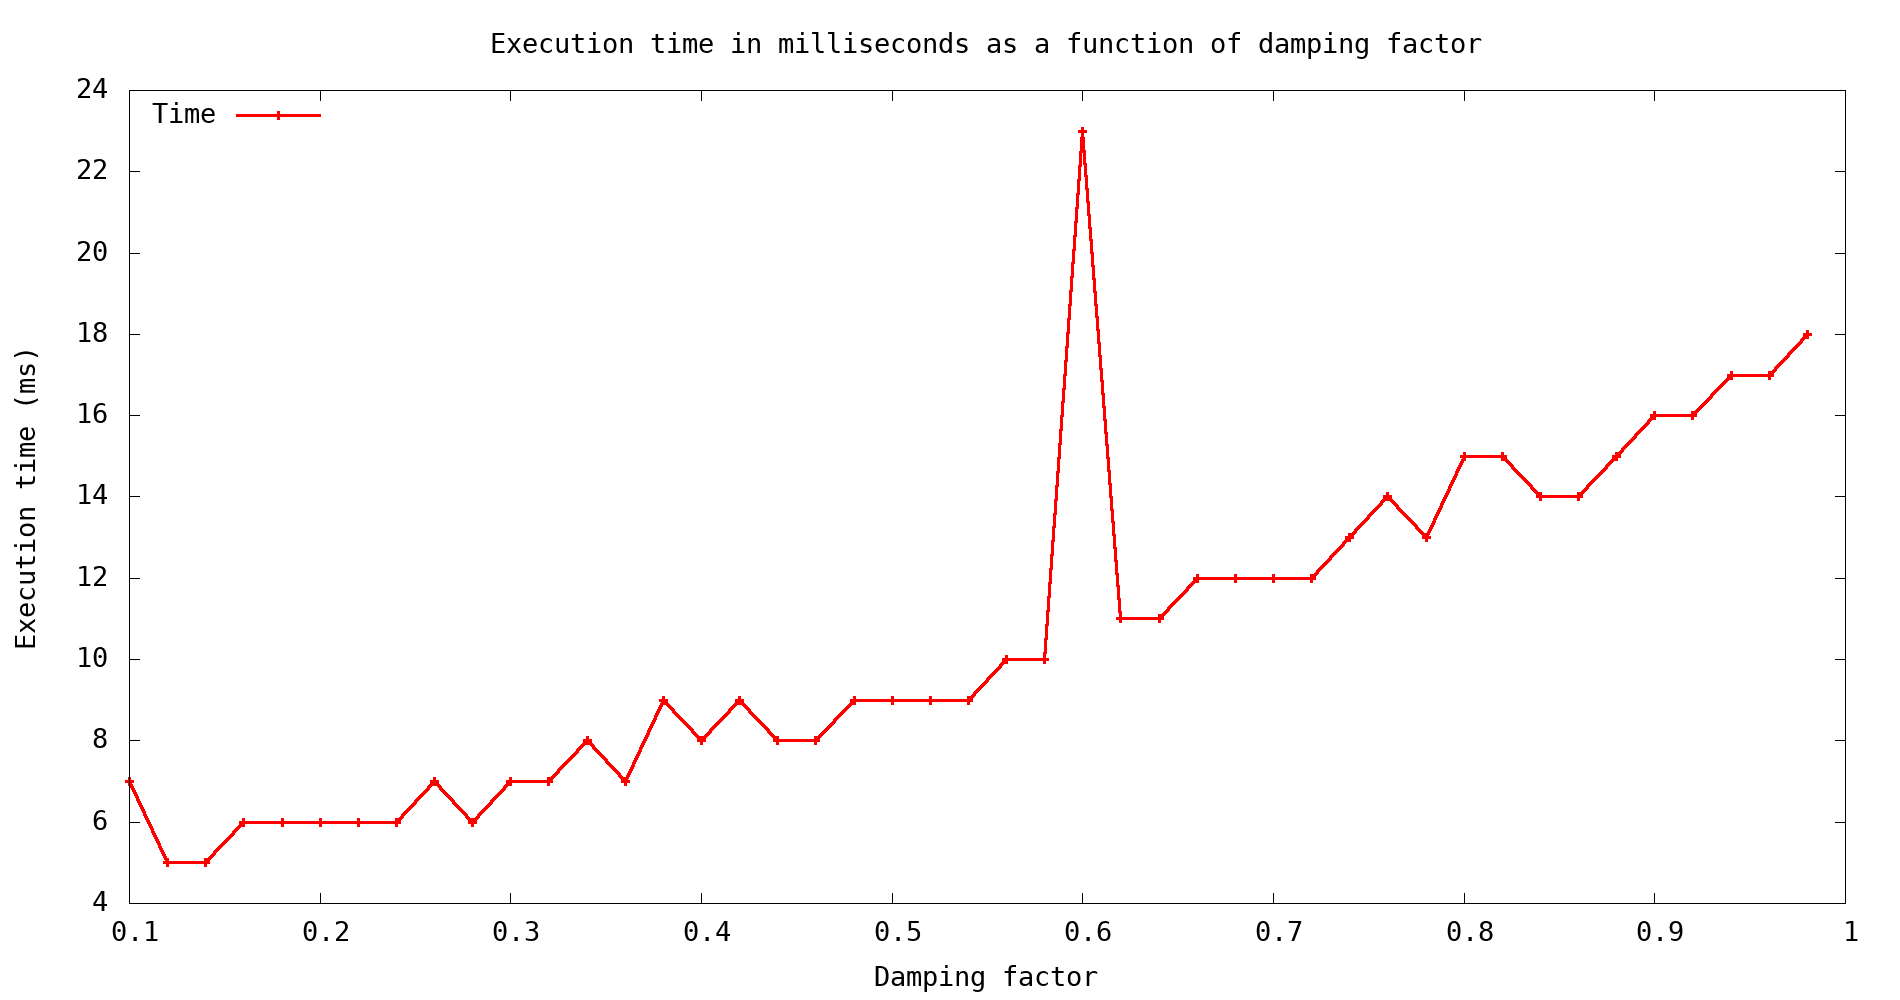 Execution time in milliseconds as a function of damping factor
24
Time
22
20
18
16
14
12
10
8
6
4
Execution time (ms)
0.1 0.2 0.3 0.4 0.5 0.6 0.7 0.8 0.9 1
Damping factor